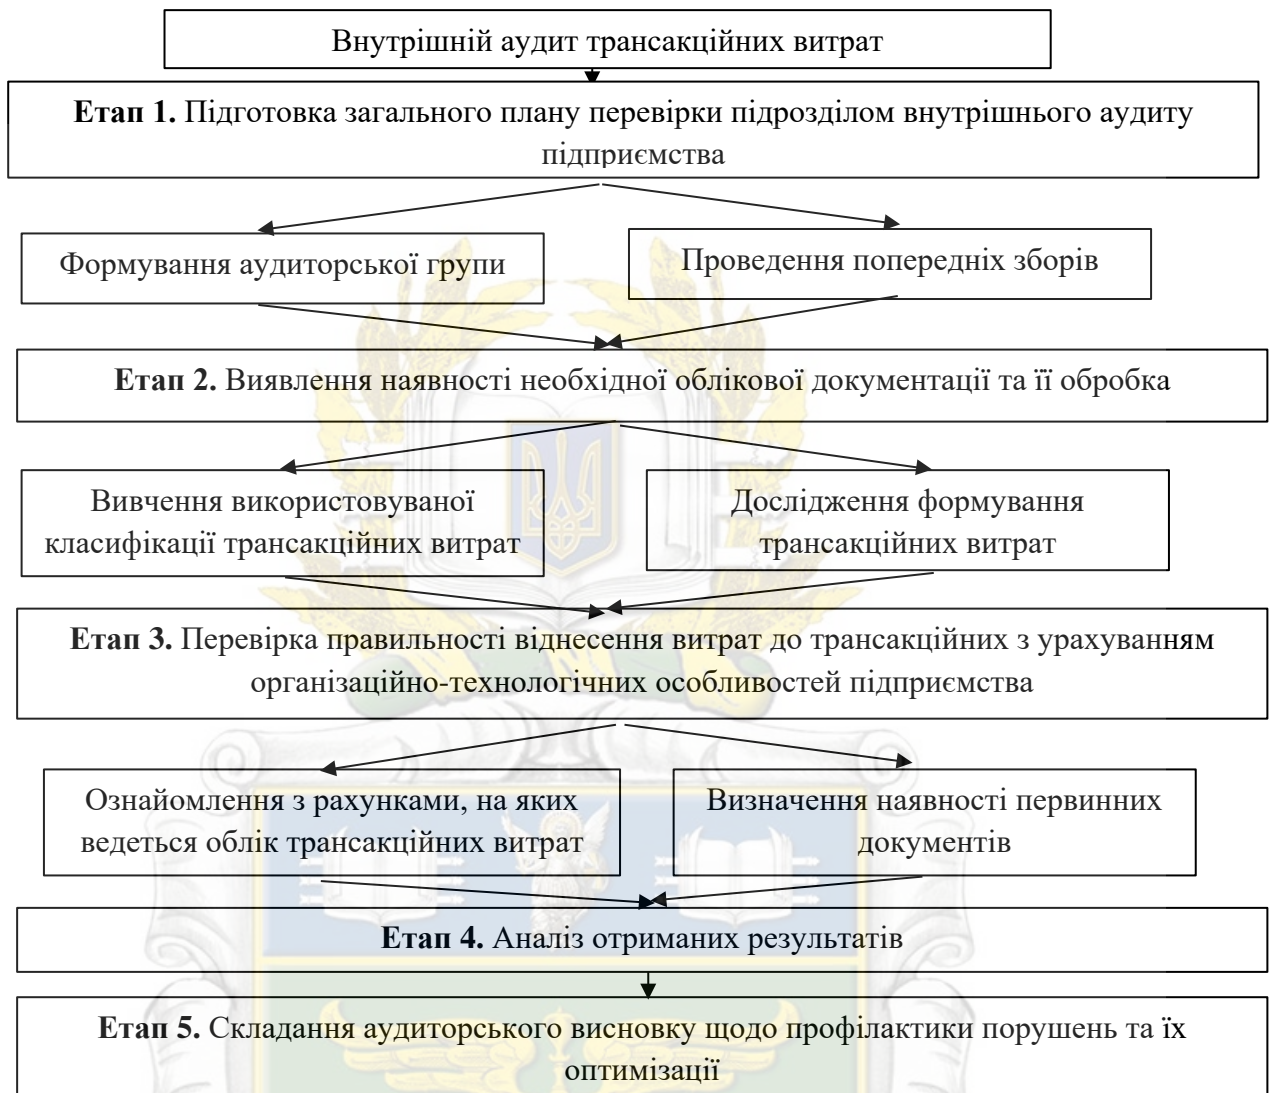 Внутрішній аудит трансакційних витрат
Етап 1. Підготовка загального плану перевірки підрозділом внутрішнього аудиту
підприємства
Формування аудиторської групи
Проведення попередніх зборів
Етап 2. Виявлення наявності необхідної облікової документації та її обробка
Вивчення використовуваної
класифікації трансакційних витрат
Дослідження формування
трансакційних витрат
Етап 3. Перевірка правильності віднесення витрат до трансакційних з урахуванням
організаційно-технологічних особливостей підприємства
Ознайомлення з рахунками, на яких
ведеться облік трансакційних витрат
Визначення наявності первинних
документів
Етап 4. Аналіз отриманих результатів
Етап 5. Складання аудиторського висновку щодо профілактики порушень та їх
оптимізації